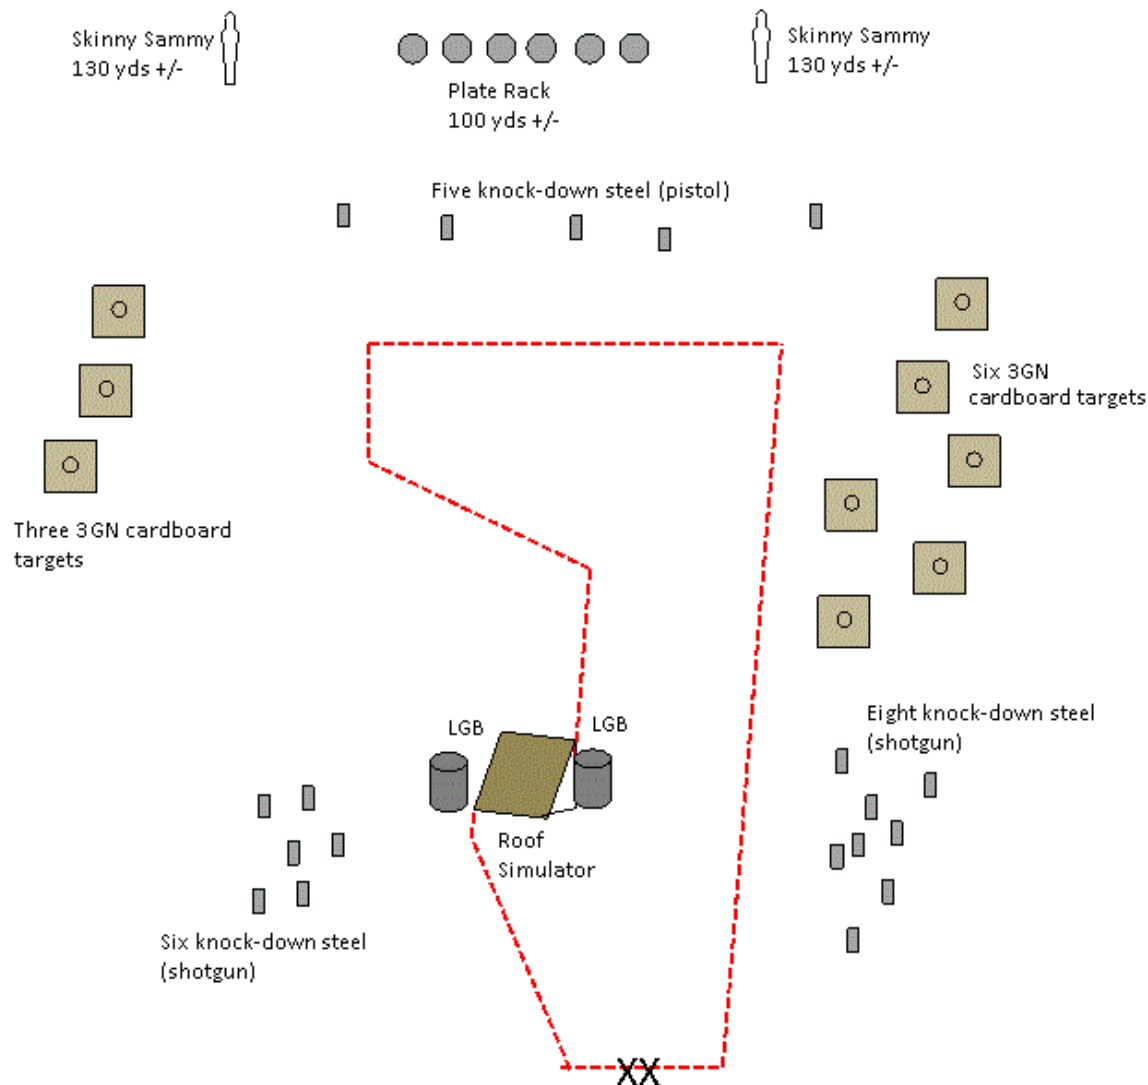 Skinny Sammy
130 yds +/-
Plate Rack
100 yds +/-
Skinny Sammy
130 yds +/-
Five knock-down steel (pistol)
Six 3GN
cardboard targets
Three 3GN cardboard
targets
LGB
LGB
Roof
Simulator
Eight knock-down steel
(shotgun)
Six knock-down steel
(shotgun)
XX